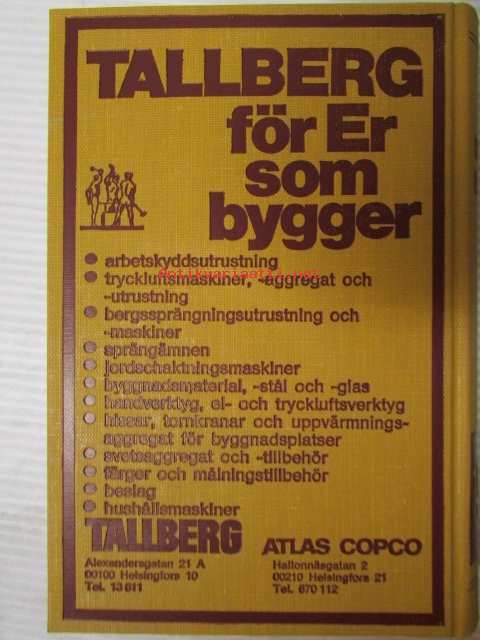 TALLBERG
för Er
som
bygger
arbetskyddsutrustning
tryckluftsmaskiner, -aggregat och
-utrustning
bergssprängningsutrustning och
-maskiner
sprängämnen
jordschaktningsmaskiner
byggnadsmaterial, -stål och -glas
handverktyg, el- och tryckluftsverktyg
hissar, tornkranar och uppvärmnings-
aggregat för byggnadsplatser
svetsaggregat och -tillbehör
färger och målningstillbehör
beslag
hushållsmaskiner
TALLBERG
Alexandersgatan 21 A
00100 Helsingfors 10
Tel. 13 611
ATLAS COPCO
Hallonnäsgatan 2
00210 Helsingfors 21
Tel. 670 112